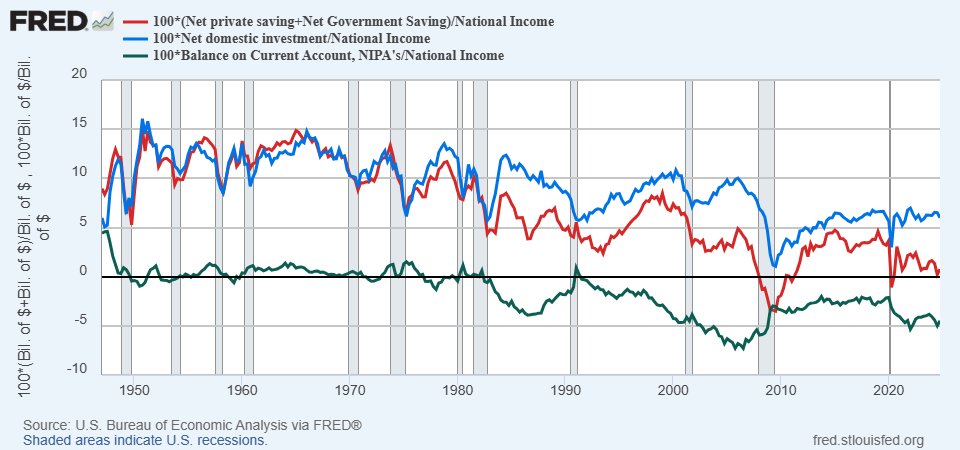 FRED
100*(Net private saving+Net Government Saving)/National Income
100*Net domestic investment/National Income
100*Balance on Current Account, NIPA's/National Income
100*(Bil. of $+Bil. of $)/Bil. of $ , 100*Bil. of $/Bil.
of $
20
15
10
5
0
-5
-10
1950
1960
1970
1980
1990
2000
2010
2020
Source: U.S. Bureau of Economic Analysis via FRED®
Shaded areas indicate U.S. recessions.
fred.stlouisfed.org